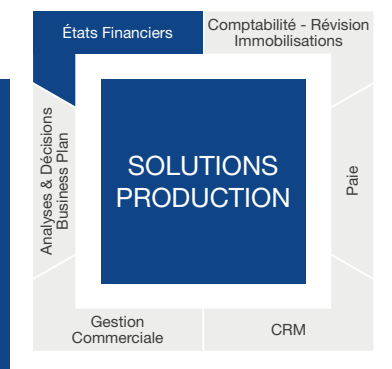 États Financiers
Comptabilité - Révision
Immobilisations
Analyses & Décisions
Business Plan
SOLUTIONS
PRODUCTION
Paie
Gestion
Commerciale
CRM